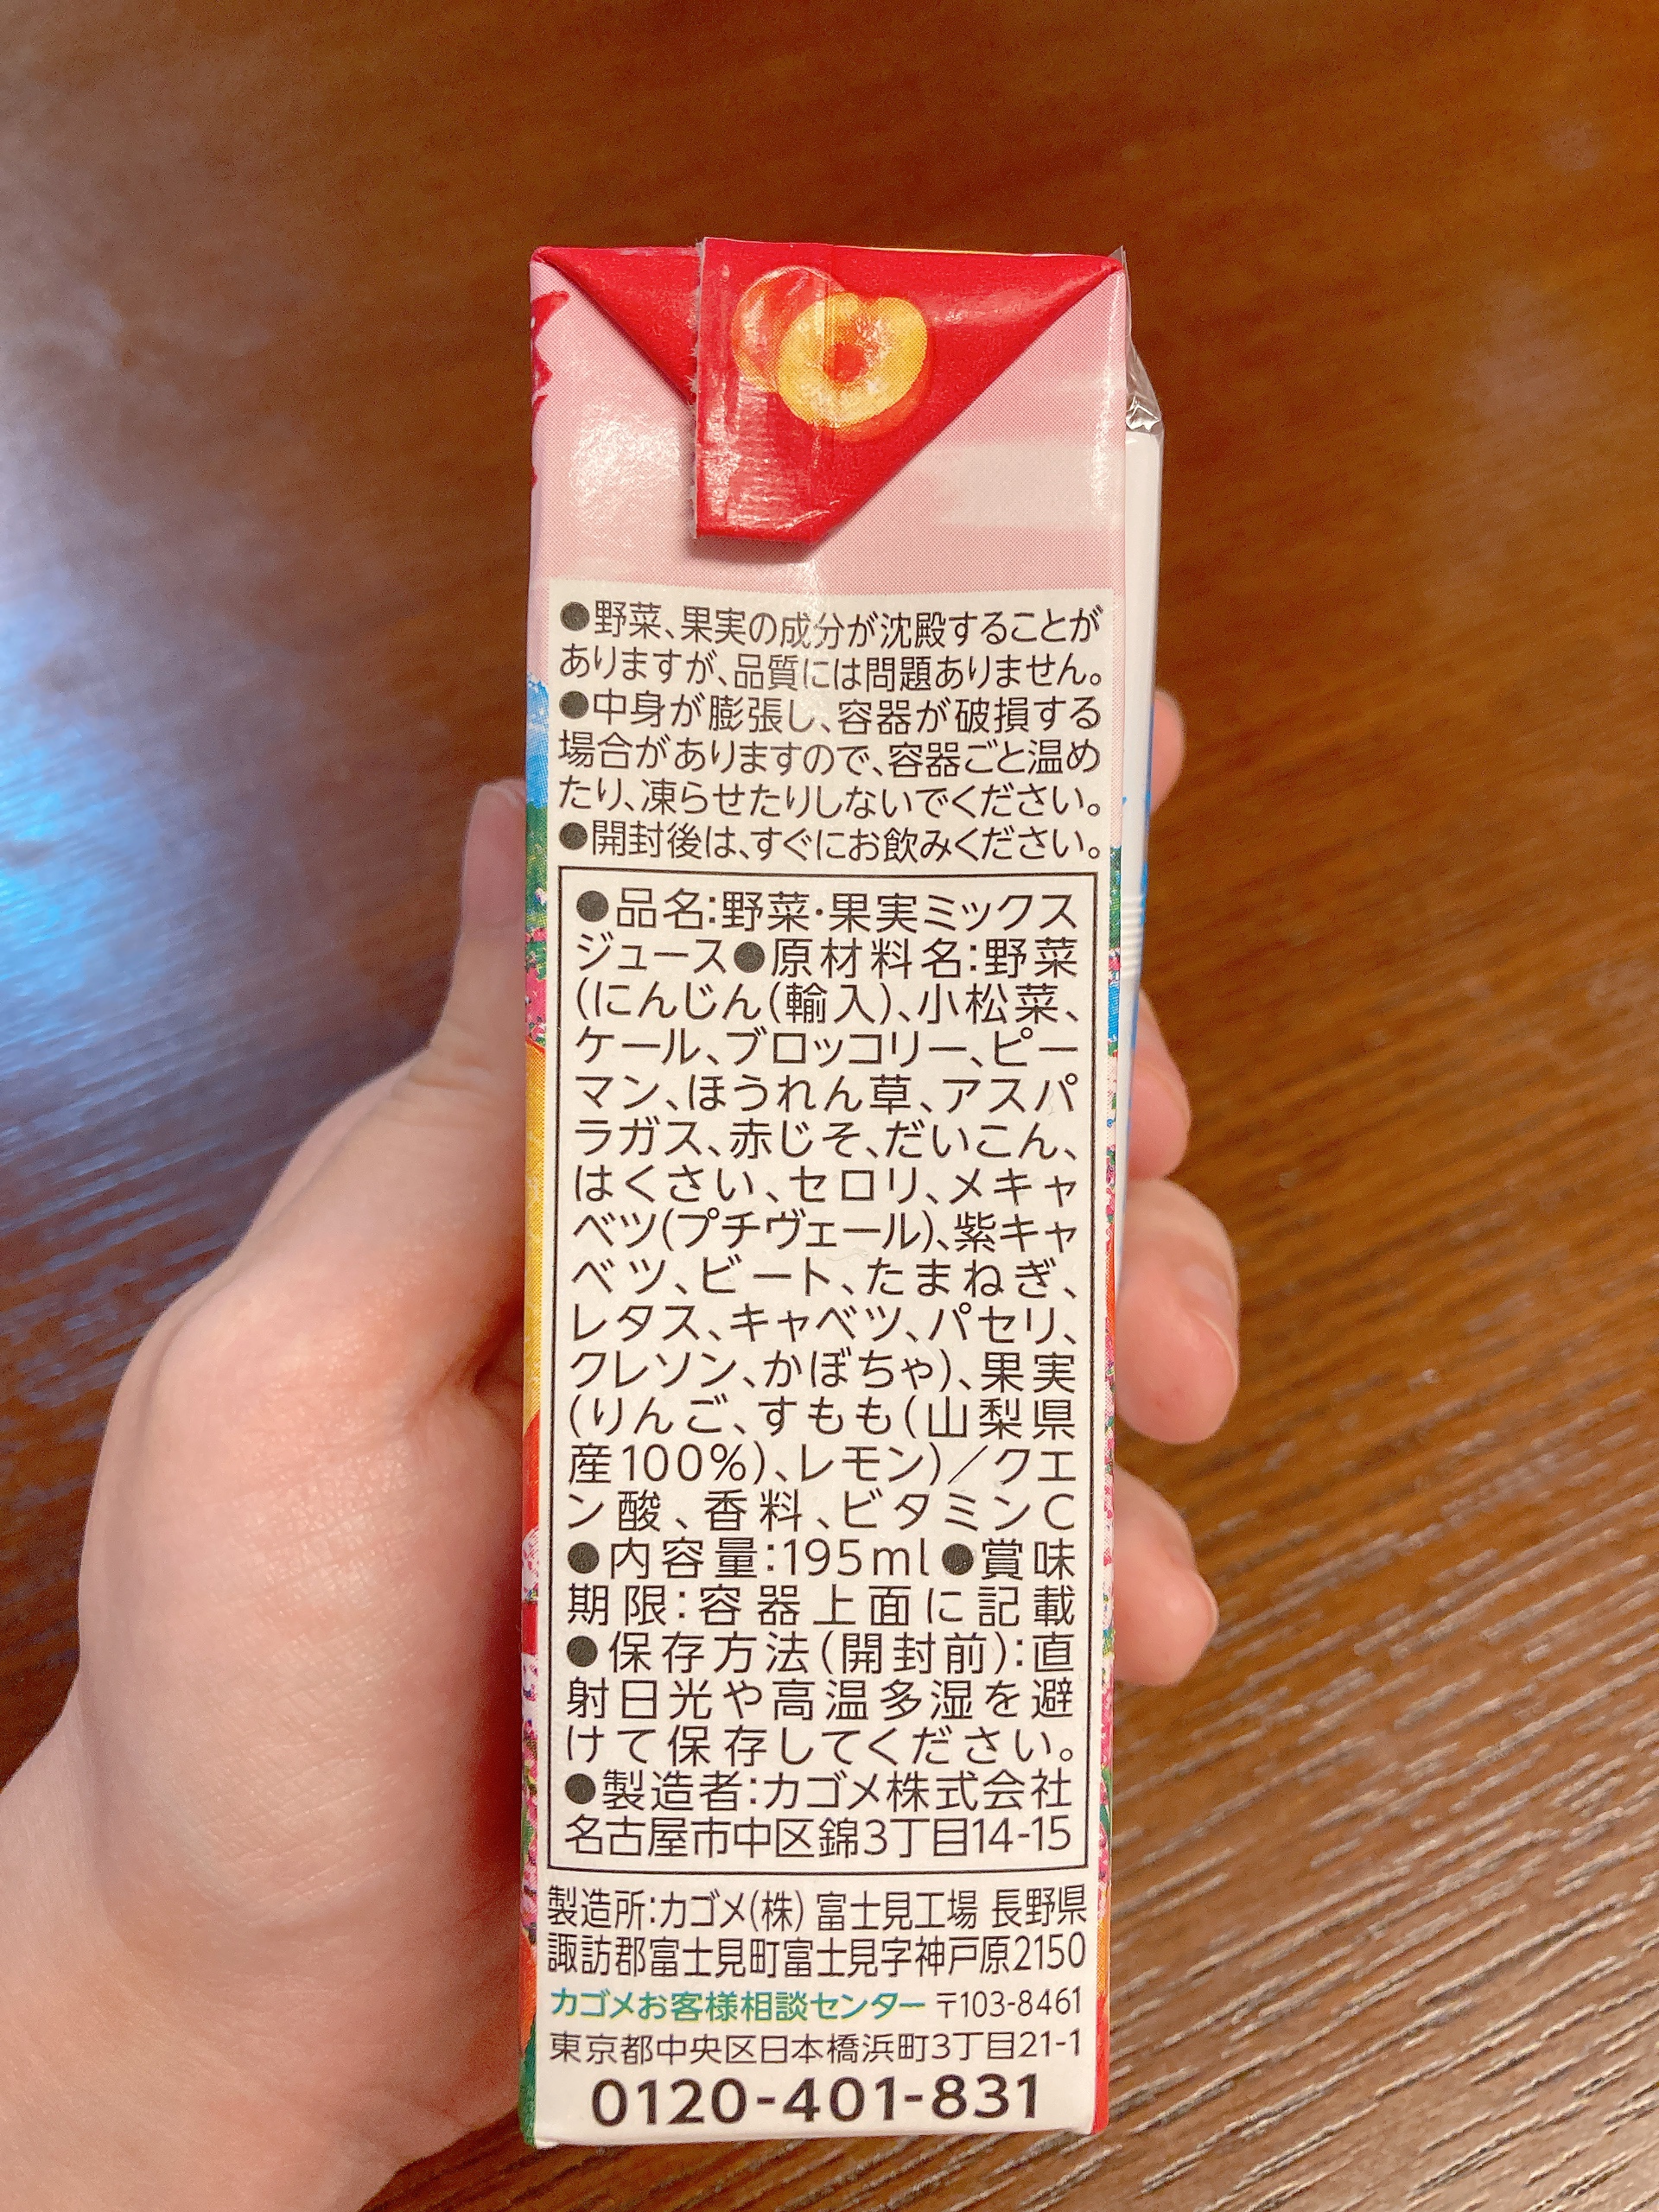 ●野菜、果実の成分が沈殿することが
ありますが、品質には問題ありません。
●中身が膨張し、容器が破損する
場合がありますので、容器ごと温め
たり、凍らせたりしないでください。
●開封後は、すぐにお飲みください。
●品名:野菜・果実ミックス
ジュース●原材料名:野菜
(にんじん(輸入)、小松菜、
ケール、ブロッコリー、ピー
マン、ほうれん草、アスパ
ラガス、赤じそ、だいこん、
はくさい、セロリ、メキャ
ベツ(プチヴェール)、紫キャ
ベツ、ビート、たまねぎ、
レタス、キャベツ、パセリ、
クレソン、かぼちゃ)、果実
(りんご、すもも(山梨県
産100%)、レモン)/クエ
ン酸、香料、ビタミンC
●内容量:195ml●賞味
期限:容器上面に記載
●保存方法(開封前):直
射日光や高温多湿を避
けて保存してください。
●製造者:カゴメ株式会社
名古屋市中区錦3丁目14-15
製造所:カゴメ(株) 富士見工場 長野県
諏訪郡富士見町富士見字神戸原2150
カゴメお客様相談センター 〒103-8461
東京都中央区日本橋浜町3丁目21-1
0120-401-831